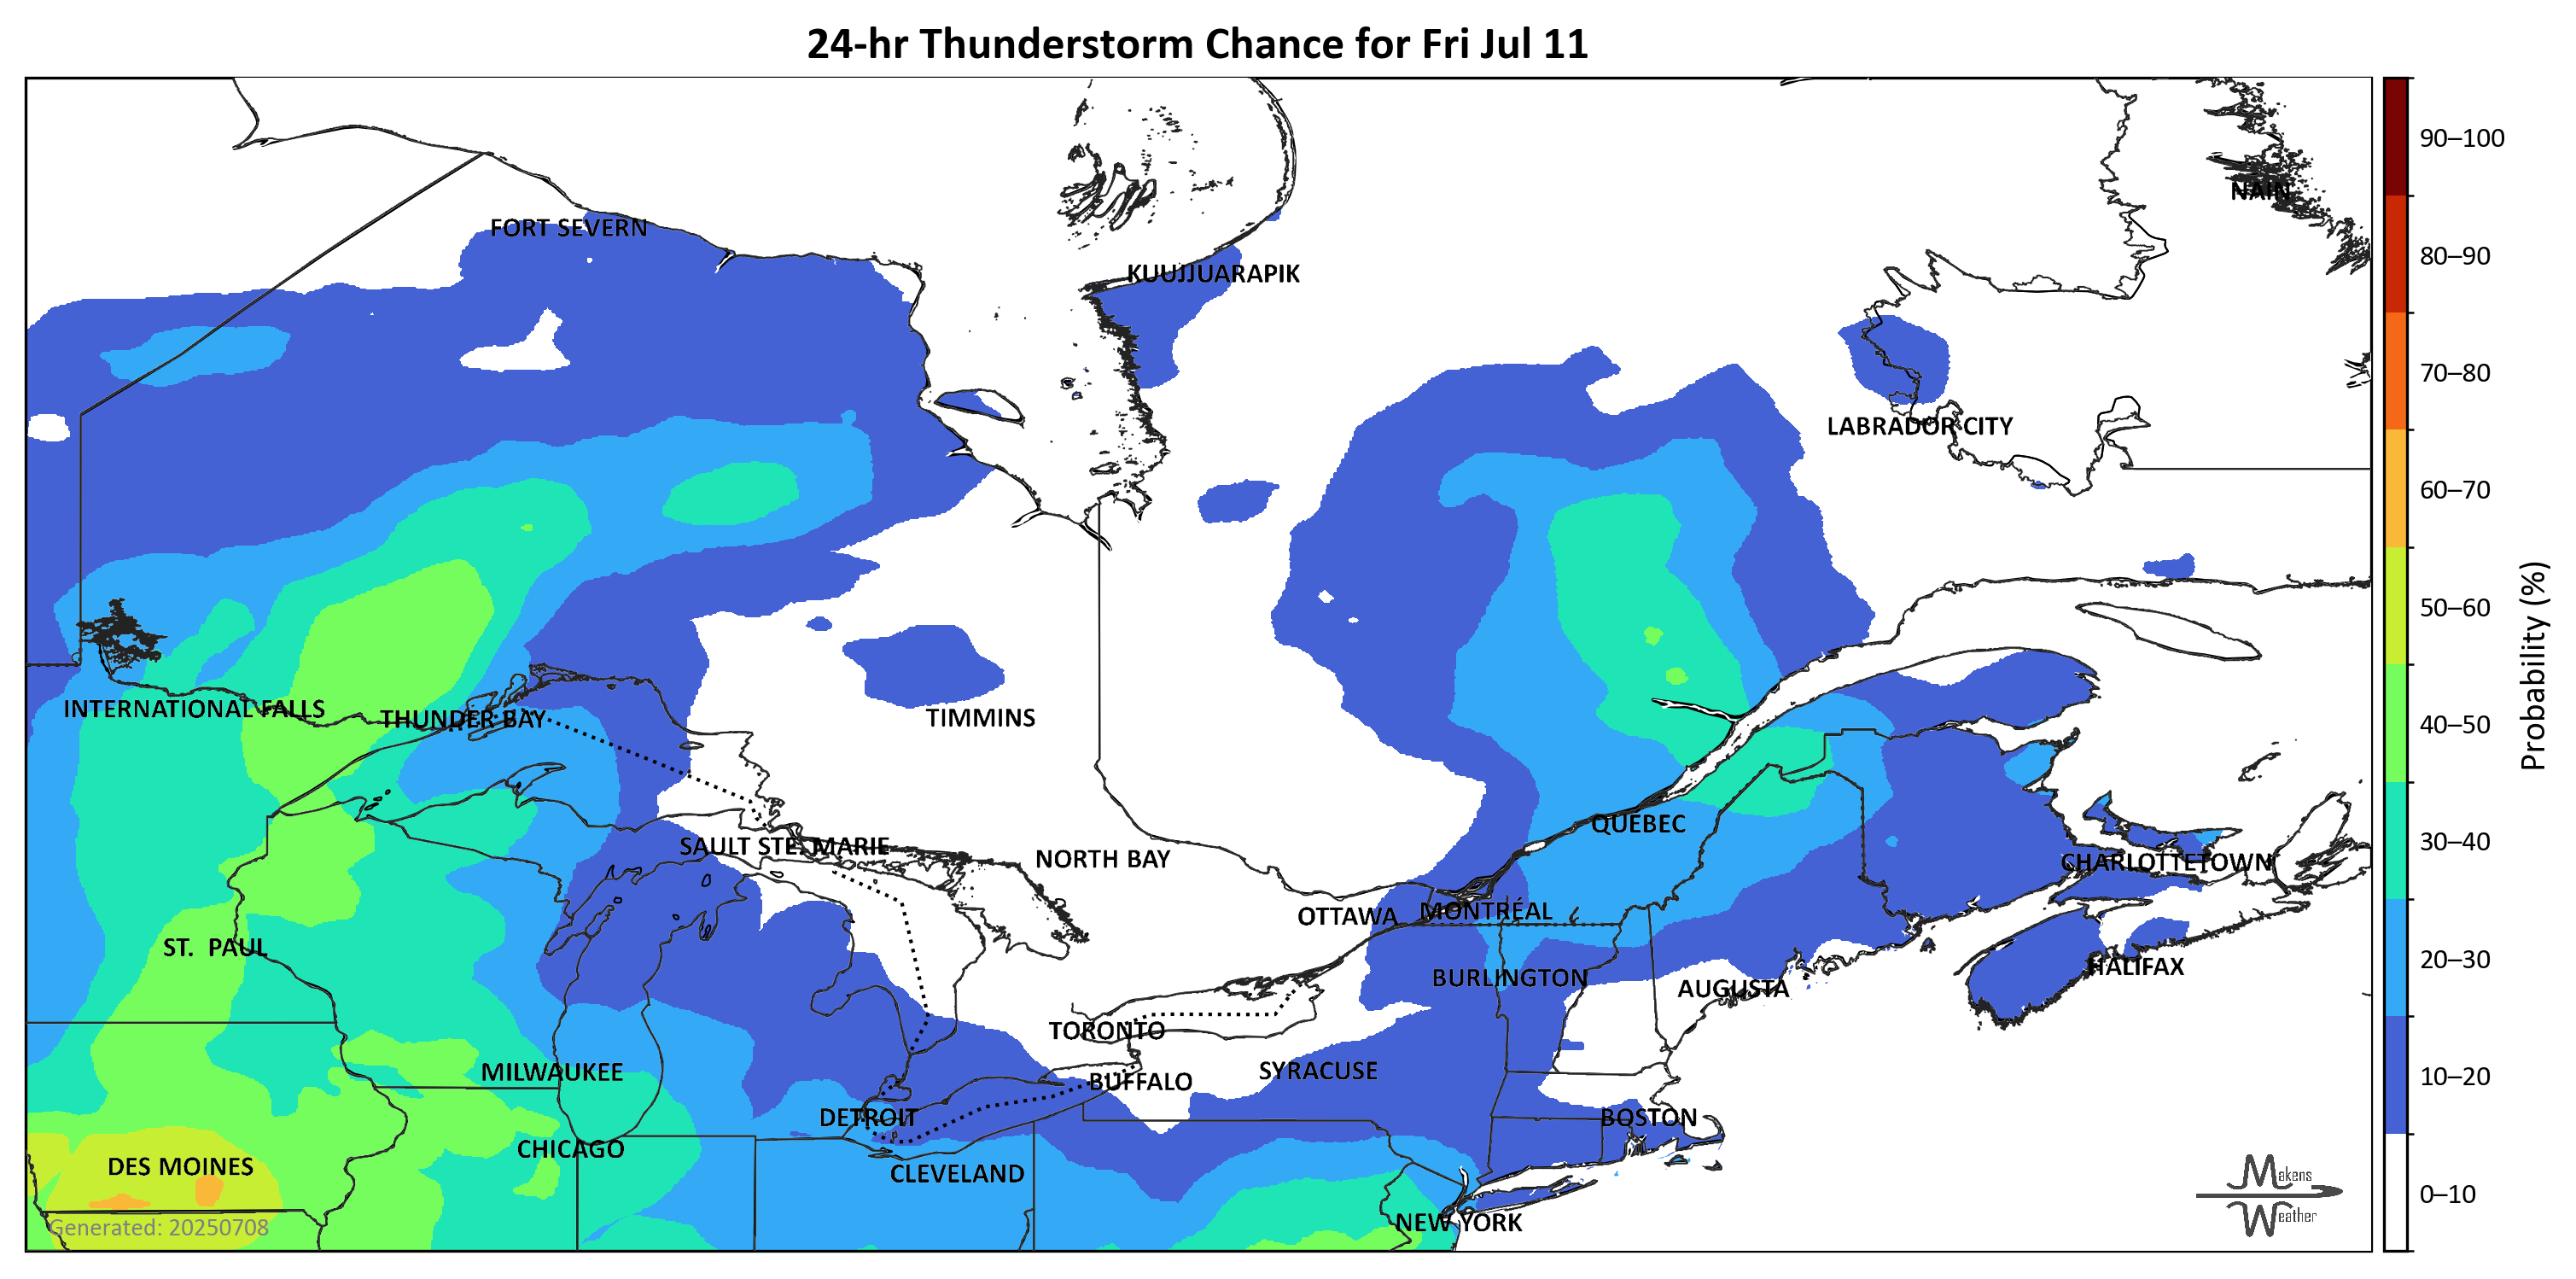 24-hr Thunderstorm Chance for Fri Jul 11
90–100
NAIN
FORT SEVERN
80–90
KUUJJUARAPIK
70–80
LABRADOR CITY
60–70
50–60
Probability (%)
INTERNATIONAL FALLS
THUNDER BAY
TIMMINS
40–50
QUEBEC
30–40
SAULT STE. MARIE
NORTH BAY
CHARLOTTETOWN
OTTAWA
MONTRÉAL
ST. PAUL
20–30
BURLINGTON
HALIFAX
AUGUSTA
TORONTO
MILWAUKEE
SYRACUSE
BUFFALO
10–20
DETROIT
BOSTON
CHICAGO
DES MOINES
CLEVELAND
Makens
Weather
0–10
NEW YORK
Generated: 20250708